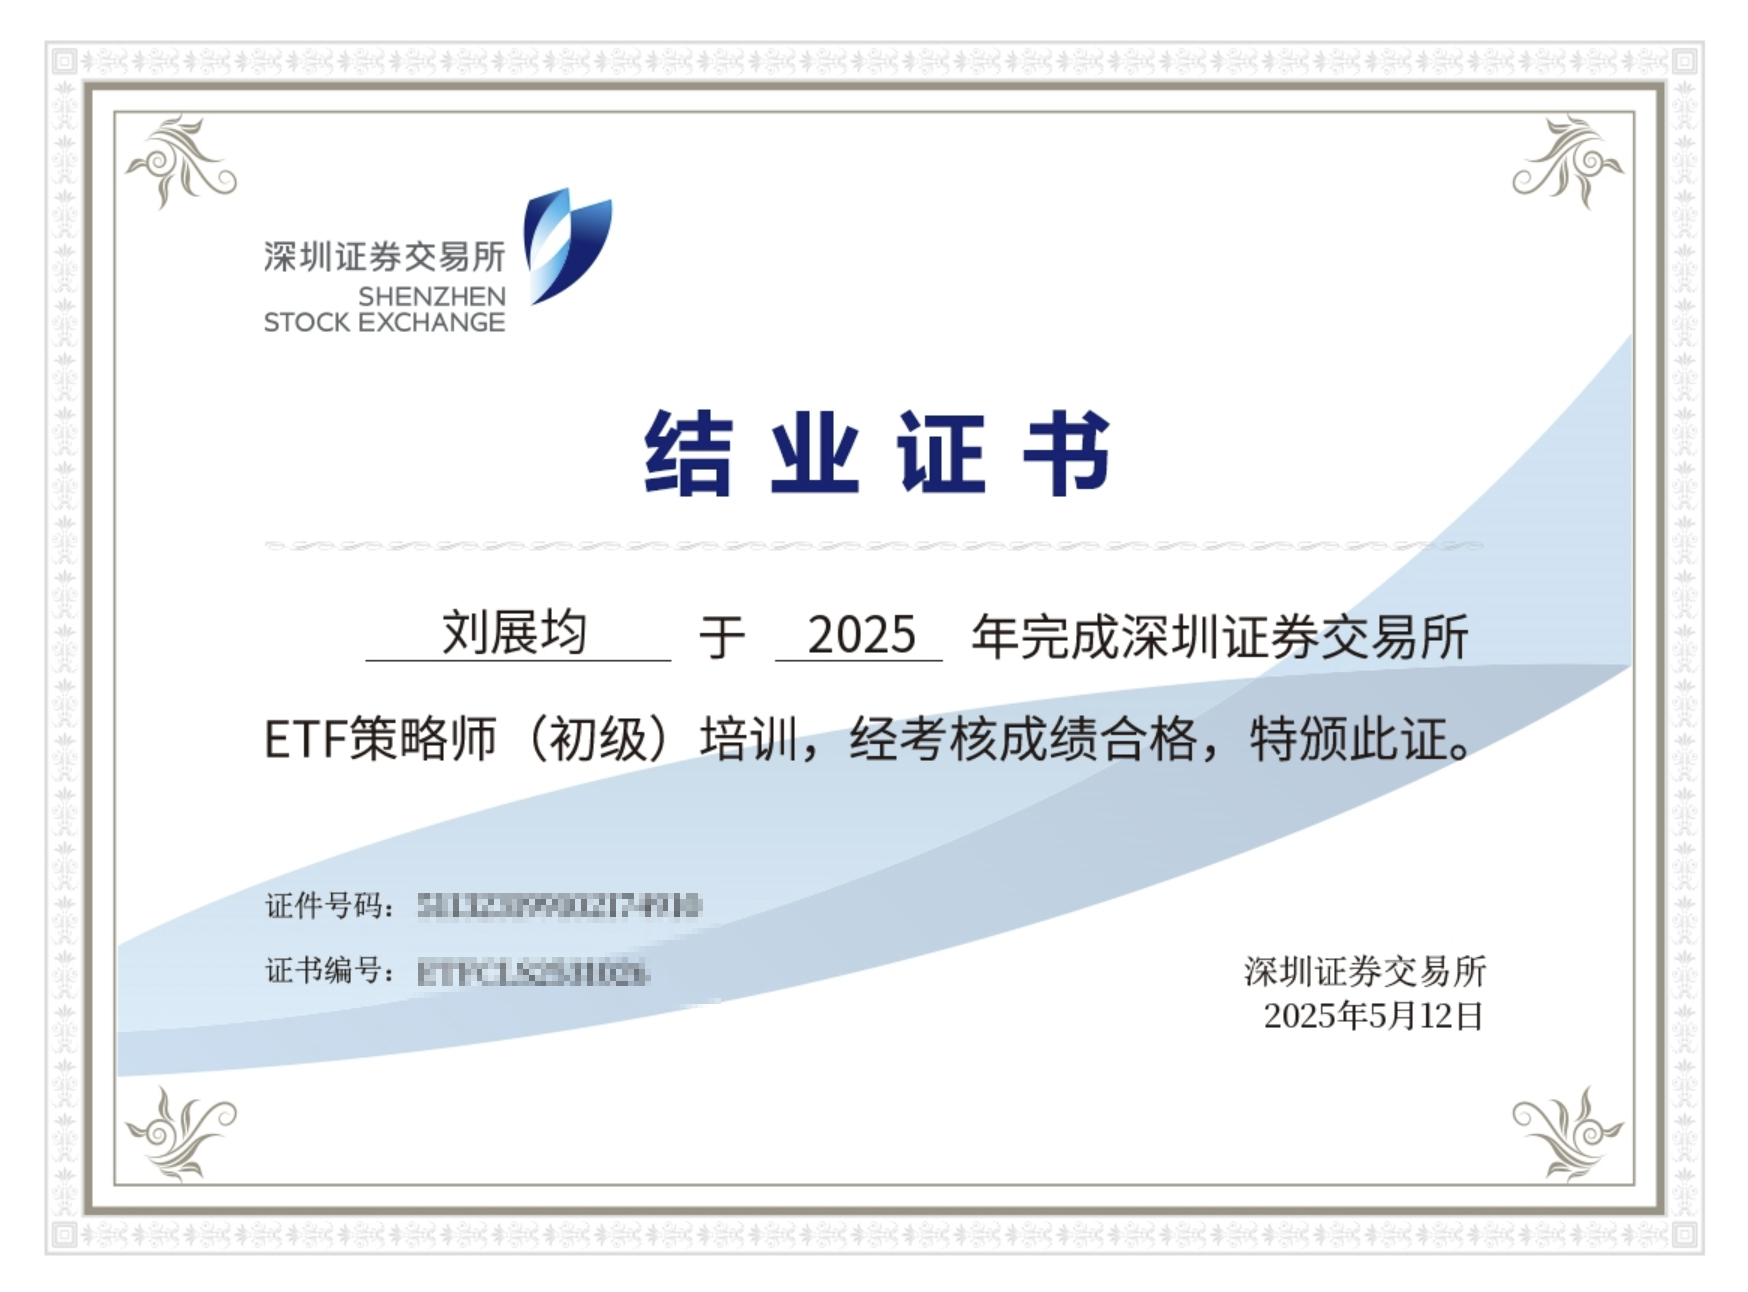 深圳证券交易所
SHENZHEN
STOCK EXCHANGE
结业证书
刘展均 于 2025 年完成深圳证券交易所
ETF策略师（初级）培训，经考核成绩合格，特颁此证。
证件号码：
证书编号：
深圳证券交易所
2025年5月12日